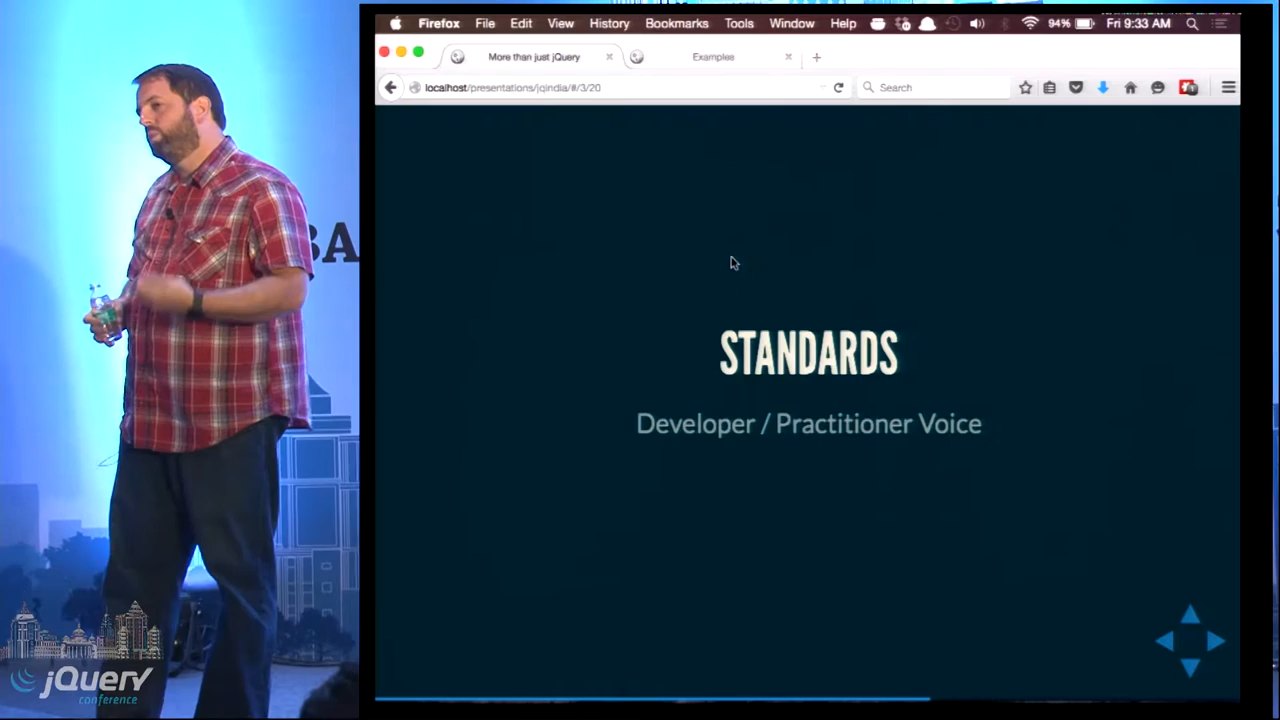 Firefox File Edit View History Bookmarks Tools Window Help 94% Fri 9:33 AM
More than just jQuery Examples
localhost/presentations/jqindia/#/3/20 Search
STANDARDS
Developer / Practitioner Voice
BA
jQuery
conference